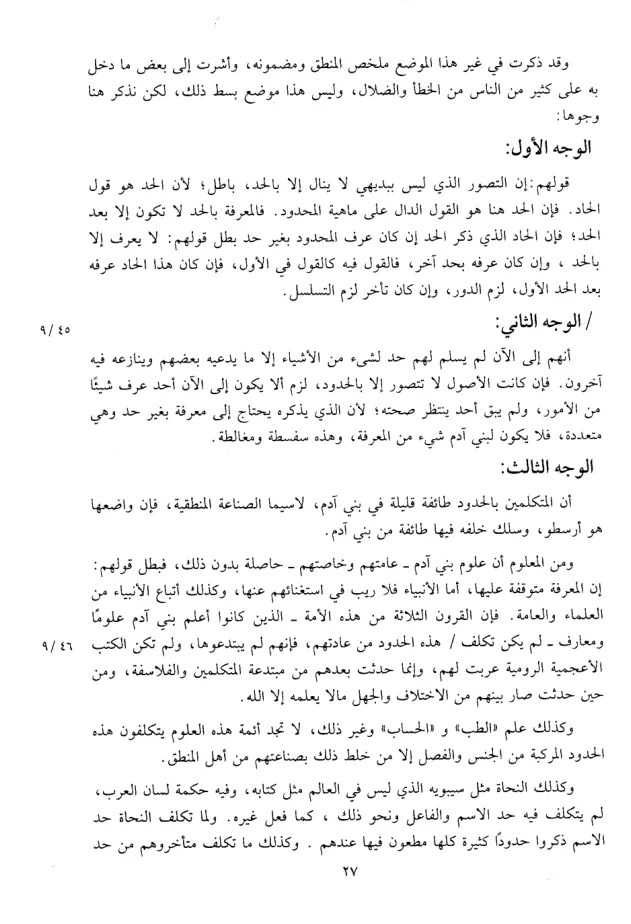 وقد ذكرت في غير هذا الموضع ملخص المنطق ومضمونه، وأشرت إلى بعض ما دخل
به على كثير من الناس من الخطأ والضلال، وليس هذا موضع بسط ذلك، لكن نذكر هنا
وجوها:
الوجه الأول:
قولهم:إن التصور الذي ليس ببديهي لا ينال إلا بالحد، باطل؛ لأن الحد هو قول
الحاد. فإن الحد هنا هو القول الدال على ماهية المحدود. فالمعرفة بالحد لا تكون إلا بعد
الحد؛ فإن الحاد الذي ذكر الحد إن كان عرف المحدود بغير حد بطل قولهم: لا يعرف إلا
بالحد ، وإن كان عرفه بحد آخر، فالقول فيه كالقول في الأول، فإن كان هذا الحاد عرفه
بعد الحد الأول، لزم الدور، وإن كان تأخر لزم التسلسل.
/ الوجه الثاني:
٩/٤٥
أنهم إلى الآن لم يسلم لهم حد لشىء من الأشياء إلا ما يدعيه بعضهم وينازعه فيه
آخرون. فإن كانت الأصول لا تتصور إلا بالحدود، لزم ألا يكون إلى الآن أحد عرف شيئًا
من الأمور، ولم يبق أحد ينتظر صحته؛ لأن الذي يذكره يحتاج إلى معرفة بغير حد وهي
متعددة، فلا يكون لبني آدم شيء من المعرفة، وهذه سفسطة ومغالطة.
الوجه الثالث:
أن المتكلمين بالحدود طائفة قليلة في بني آدم، لاسيما الصناعة المنطقية، فإن واضعها
هو أرسطو، وسلك خلفه فيها طائفة من بني آدم.
ومن المعلوم أن علوم بني آدم ـ عامتهم وخاصتهم ـ حاصلة بدون ذلك، فبطل قولهم:
إن المعرفة متوقفة عليها، أما الأنبياء فلا ريب في استغنائهم عنها، وكذلك أتباع الأنبياء من
العلماء والعامة. فإن القرون الثلاثة من هذه الأمة ـ الذين كانوا أعلم بني آدم علومًا
ومعارف ـ لم يكن تكلف / هذه الحدود من عادتهم، فإنهم لم يبتدعوها، ولم تكن الكتب
٩/٤٦
الأعجمية الرومية عربت لهم، وإنما حدثت بعدهم من مبتدعة المتكلمين والفلاسفة، ومن
حين حدثت صار بينهم من الاختلاف والجهل مالا يعلمه إلا الله.
وكذلك علم «الطب» و «الحساب» وغير ذلك، لا تجد أئمة هذه العلوم يتكلفون هذه
الحدود المركبة من الجنس والفصل إلا من خلط ذلك بصناعتهم من أهل المنطق.
وكذلك النحاة مثل سيبويه الذي ليس في العالم مثل كتابه، وفيه حكمة لسان العرب،
لم يتكلف فيه حد الاسم والفاعل ونحو ذلك ، كما فعل غيره. ولما تكلف النحاة حد
الاسم ذكروا حدودًا كثيرة كلها مطعون فيها عندهم . وكذلك ما تكلف متأخروهم من حد
٢٧